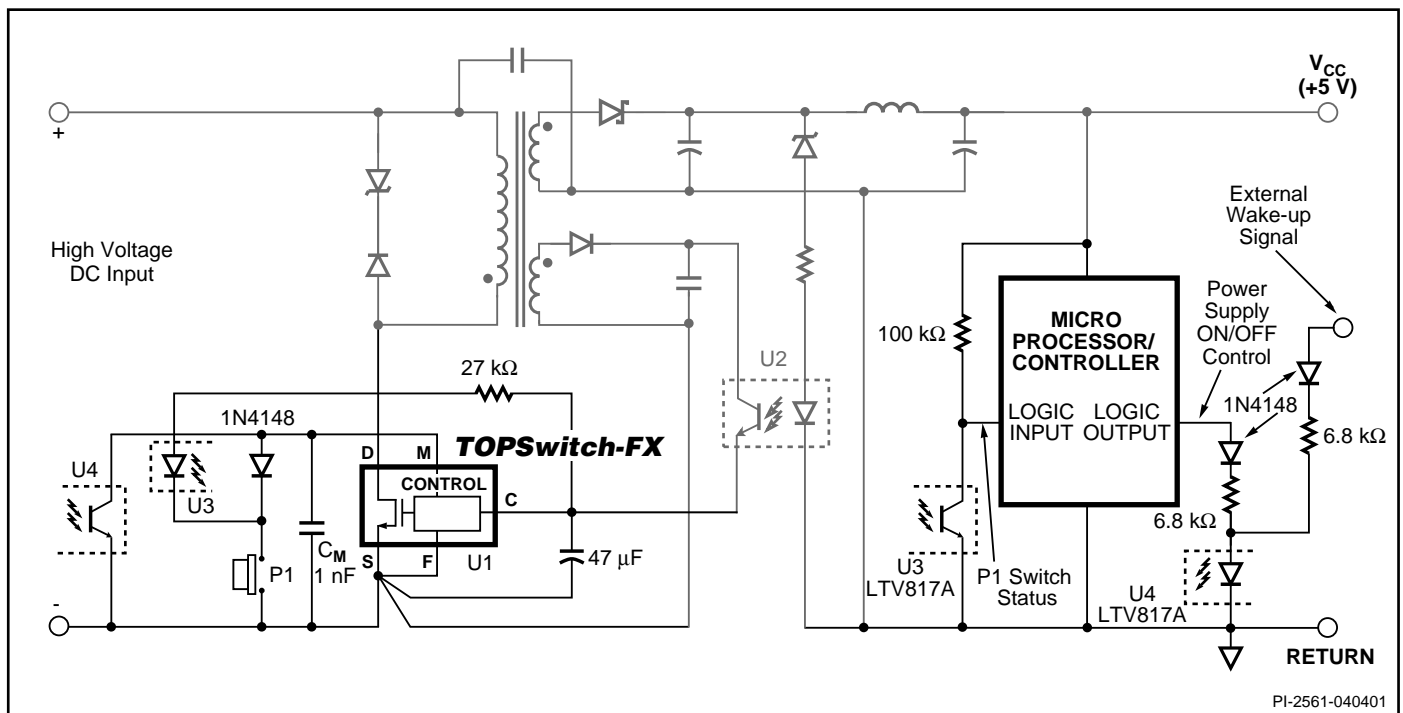 V_CC
(+5 V)
+
High Voltage
DC Input
External
Wake-up
Signal
Power
Supply
ON/OFF
Control
MICRO
PROCESSOR/
CONTROLLER
LOGIC
INPUT
LOGIC
OUTPUT
100 kΩ
27 kΩ
U2
1N4148
1N4148
6.8 kΩ
6.8 kΩ
TOPSwitch-FX
D
M
CONTROL
C
S
F
U1
U4
U3
P1
C_M
1 nF
47 µF
U3
LTV817A
P1 Switch
Status
U4
LTV817A
-
RETURN
PI-2561-040401